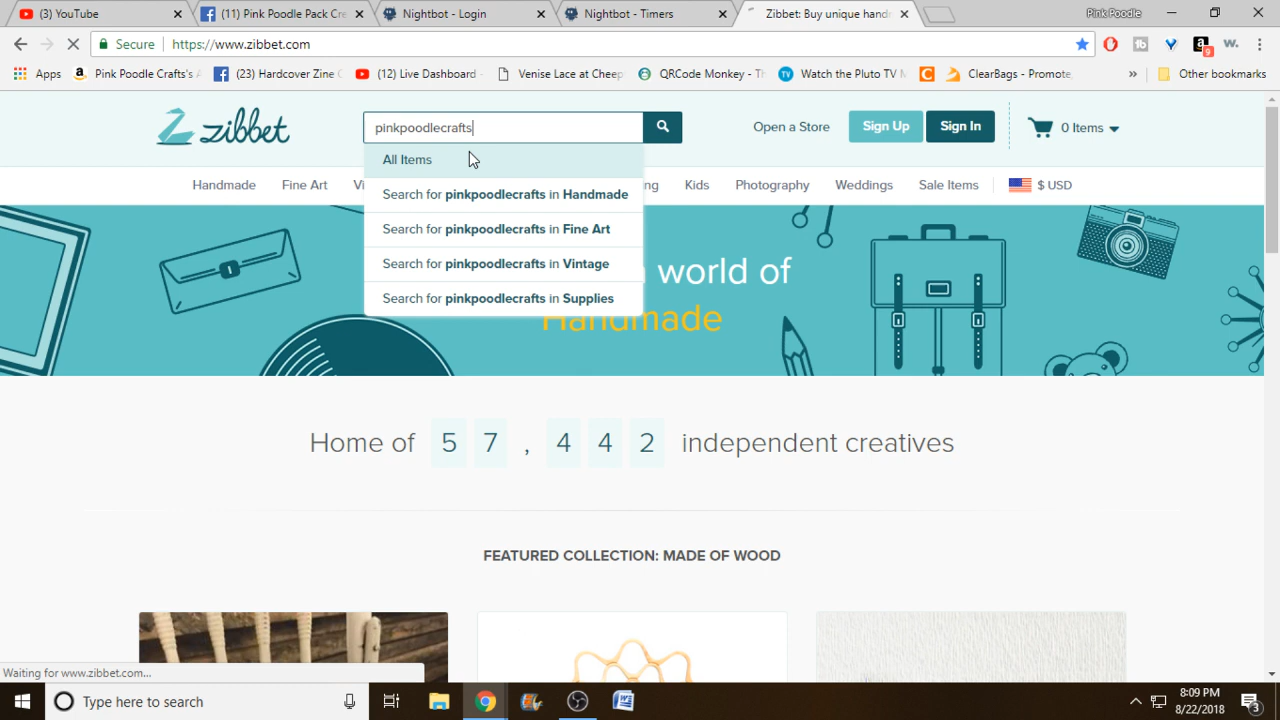 (3) YouTube
(11) Pink Poodle Pack Cre
Nightbot - Login
Nightbot - Timers
Zibbet: Buy unique hand
Pink Poodle
Secure
https://www.zibbet.com
9
Apps
Pink Poodle Crafts's
(23) Hardcover Zine
(12) Live Dashboard
Venise Lace at Cheep
QRCode Monkey - Th
Watch the Pluto TV
ClearBags - Promote
»
Other bookmarks
zibbet
pinkpoodlecrafts
Open a Store
Sign Up
Sign In
0 Items
All Items
Handmade
Fine Art
Kids
Photography
Weddings
Sale Items
$ USD
Search for pinkpoodlecrafts in Handmade
Search for pinkpoodlecrafts in Fine Art
Search for pinkpoodlecrafts in Vintage
Search for pinkpoodlecrafts in Supplies
world of
Handmade
Home of 57,442 independent creatives
FEATURED COLLECTION: MADE OF WOOD
Waiting for www.zibbet.com...
Type here to search
8:09 PM
8/22/2018
3